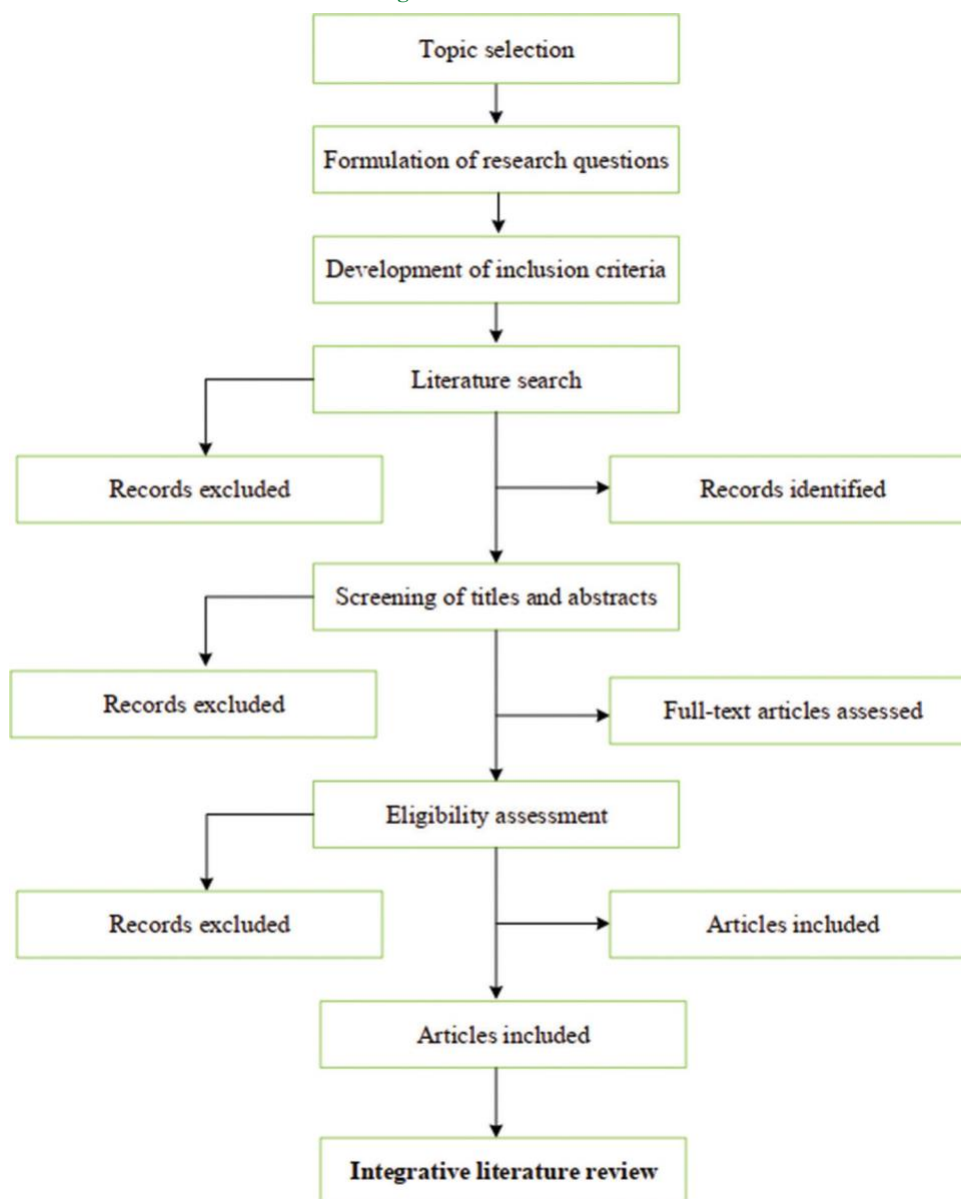 Topic selection
Formulation of research questions
Development of inclusion criteria
Literature search
Records excluded
Records identified
Screening of titles and abstracts
Records excluded
Full-text articles assessed
Eligibility assessment
Records excluded
Articles included
Articles included
Integrative literature review